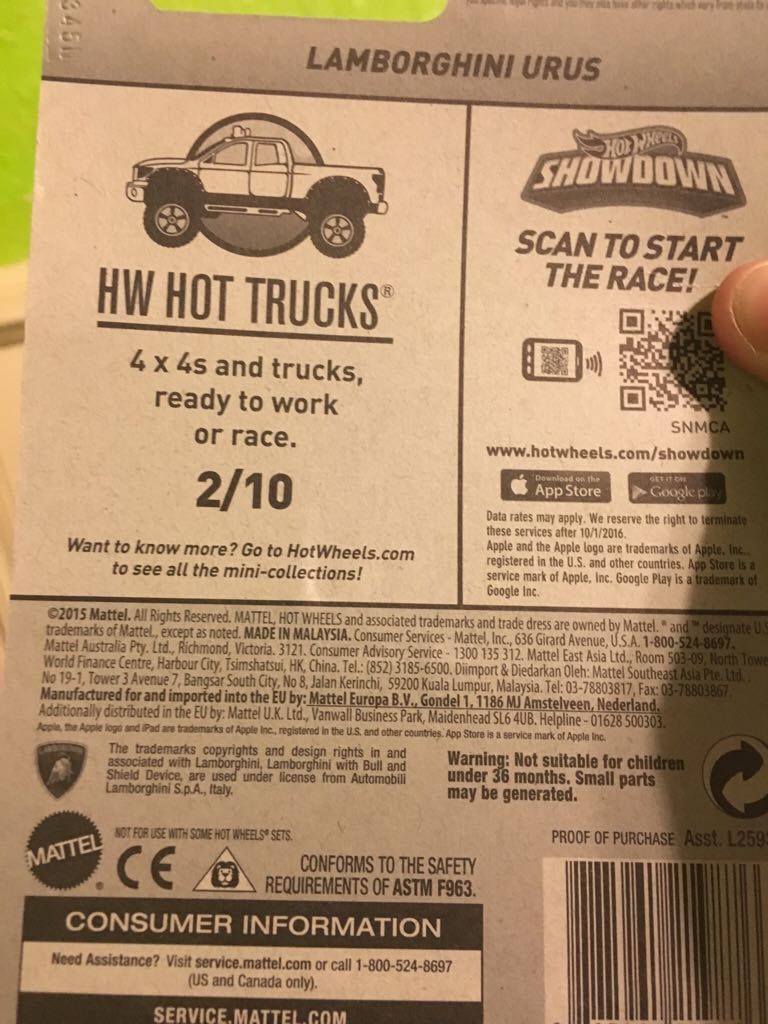 LAMBORGHINI URUS
HW HOT TRUCKS®
4 x 4s and trucks,
ready to work
or race.
2/10
Want to know more? Go to HotWheels.com
to see all the mini-collections!
HOT WHEELS
SHOWDOWN™
SCAN TO START
THE RACE!
SNMCA
www.hotwheels.com/showdown
Download on the
App Store
GET IT ON
Google play
Data rates may apply. We reserve the right to terminate
these services after 10/1/2016.
Apple and the Apple logo are trademarks of Apple, Inc.,
registered in the U.S. and other countries. App Store is a
service mark of Apple, Inc. Google Play is a trademark of
Google Inc.
©2015 Mattel. All Rights Reserved. MATTEL, HOT WHEELS and associated trademarks and trade dress are owned by Mattel. ® and ™ designate U.S.
trademarks of Mattel, except as noted. MADE IN MALAYSIA. Consumer Services - Mattel, Inc., 636 Girard Avenue, U.S.A. 1-800-524-8697.
Mattel Australia Pty. Ltd., Richmond, Victoria. 3121. Consumer Advisory Service - 1300 135 312. Mattel East Asia Ltd., Room 503-09, North Towe
World Finance Centre, Harbour City, Tsimshatsui, HK, China. Tel.: (852) 3185-6500. Diimport & Diedarkan Oleh: Mattel Southeast Asia Pte. Ltd.,
No 19-1, Tower 3 Avenue 7, Bangsar South City, No 8, Jalan Kerinchi, 59200 Kuala Lumpur, Malaysia. Tel: 03-78803817, Fax: 03-78803867.
Manufactured for and imported into the EU by: Mattel Europa B.V., Gondel 1, 1186 MJ Amstelveen, Nederland.
Additionally distributed in the EU by: Mattel U.K. Ltd., Vanwall Business Park, Maidenhead SL6 4UB. Helpline - 01628 500303.
Apple, the Apple logo and iPad are trademarks of Apple Inc., registered in the U.S. and other countries. App Store is a service mark of Apple Inc.
The trademarks copyrights and design rights in and
associated with Lamborghini, Lamborghini with Bull and
Shield Device, are used under license from Automobili
Lamborghini S.p.A., Italy.
Warning: Not suitable for children
under 36 months. Small parts
may be generated.
MATTEL®
NOT FOR USE WITH SOME HOT WHEELS® SETS.
CE
CONFORMS TO THE SAFETY
REQUIREMENTS OF ASTM F963.
PROOF OF PURCHASE Asst. L259
CONSUMER INFORMATION
Need Assistance? Visit service.mattel.com or call 1-800-524-8697
(US and Canada only).
SERVICE.MATTEL.COM